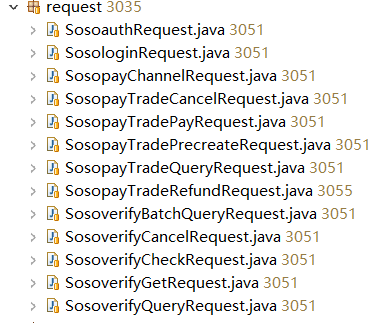 request 3035
SosoauthRequest.java 3051
SosologinRequest.java 3051
SosopayChannelRequest.java 3051
SosopayTradeCancelRequest.java 3051
SosopayTradePayRequest.java 3051
SosopayTradePrecreateRequest.java 3051
SosopayTradeQueryRequest.java 3051
SosopayTradeRefundRequest.java 3055
SosoverifyBatchQueryRequest.java 3051
SosoverifyCancelRequest.java 3051
SosoverifyCheckRequest.java 3051
SosoverifyGetRequest.java 3051
SosoverifyQueryRequest.java 3051